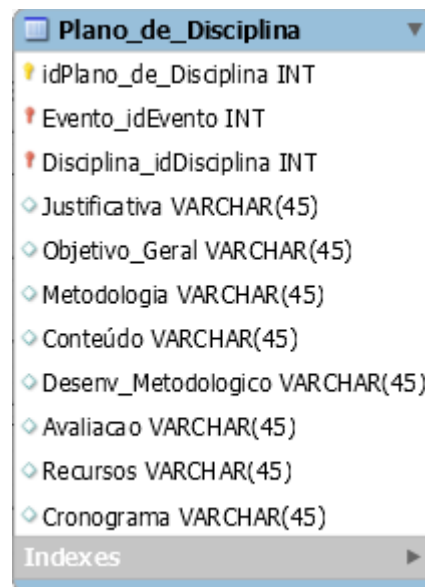 Plano_de_Disciplina
idPlano_de_Disciplina INT
Evento_idEvento INT
Disciplina_idDisciplina INT
Justificativa VARCHAR(45)
Objetivo_Geral VARCHAR(45)
Metodologia VARCHAR(45)
Conteúdo VARCHAR(45)
Desenv_Metodologico VARCHAR(45)
Avaliacao VARCHAR(45)
Recursos VARCHAR(45)
Cronograma VARCHAR(45)
Indexes